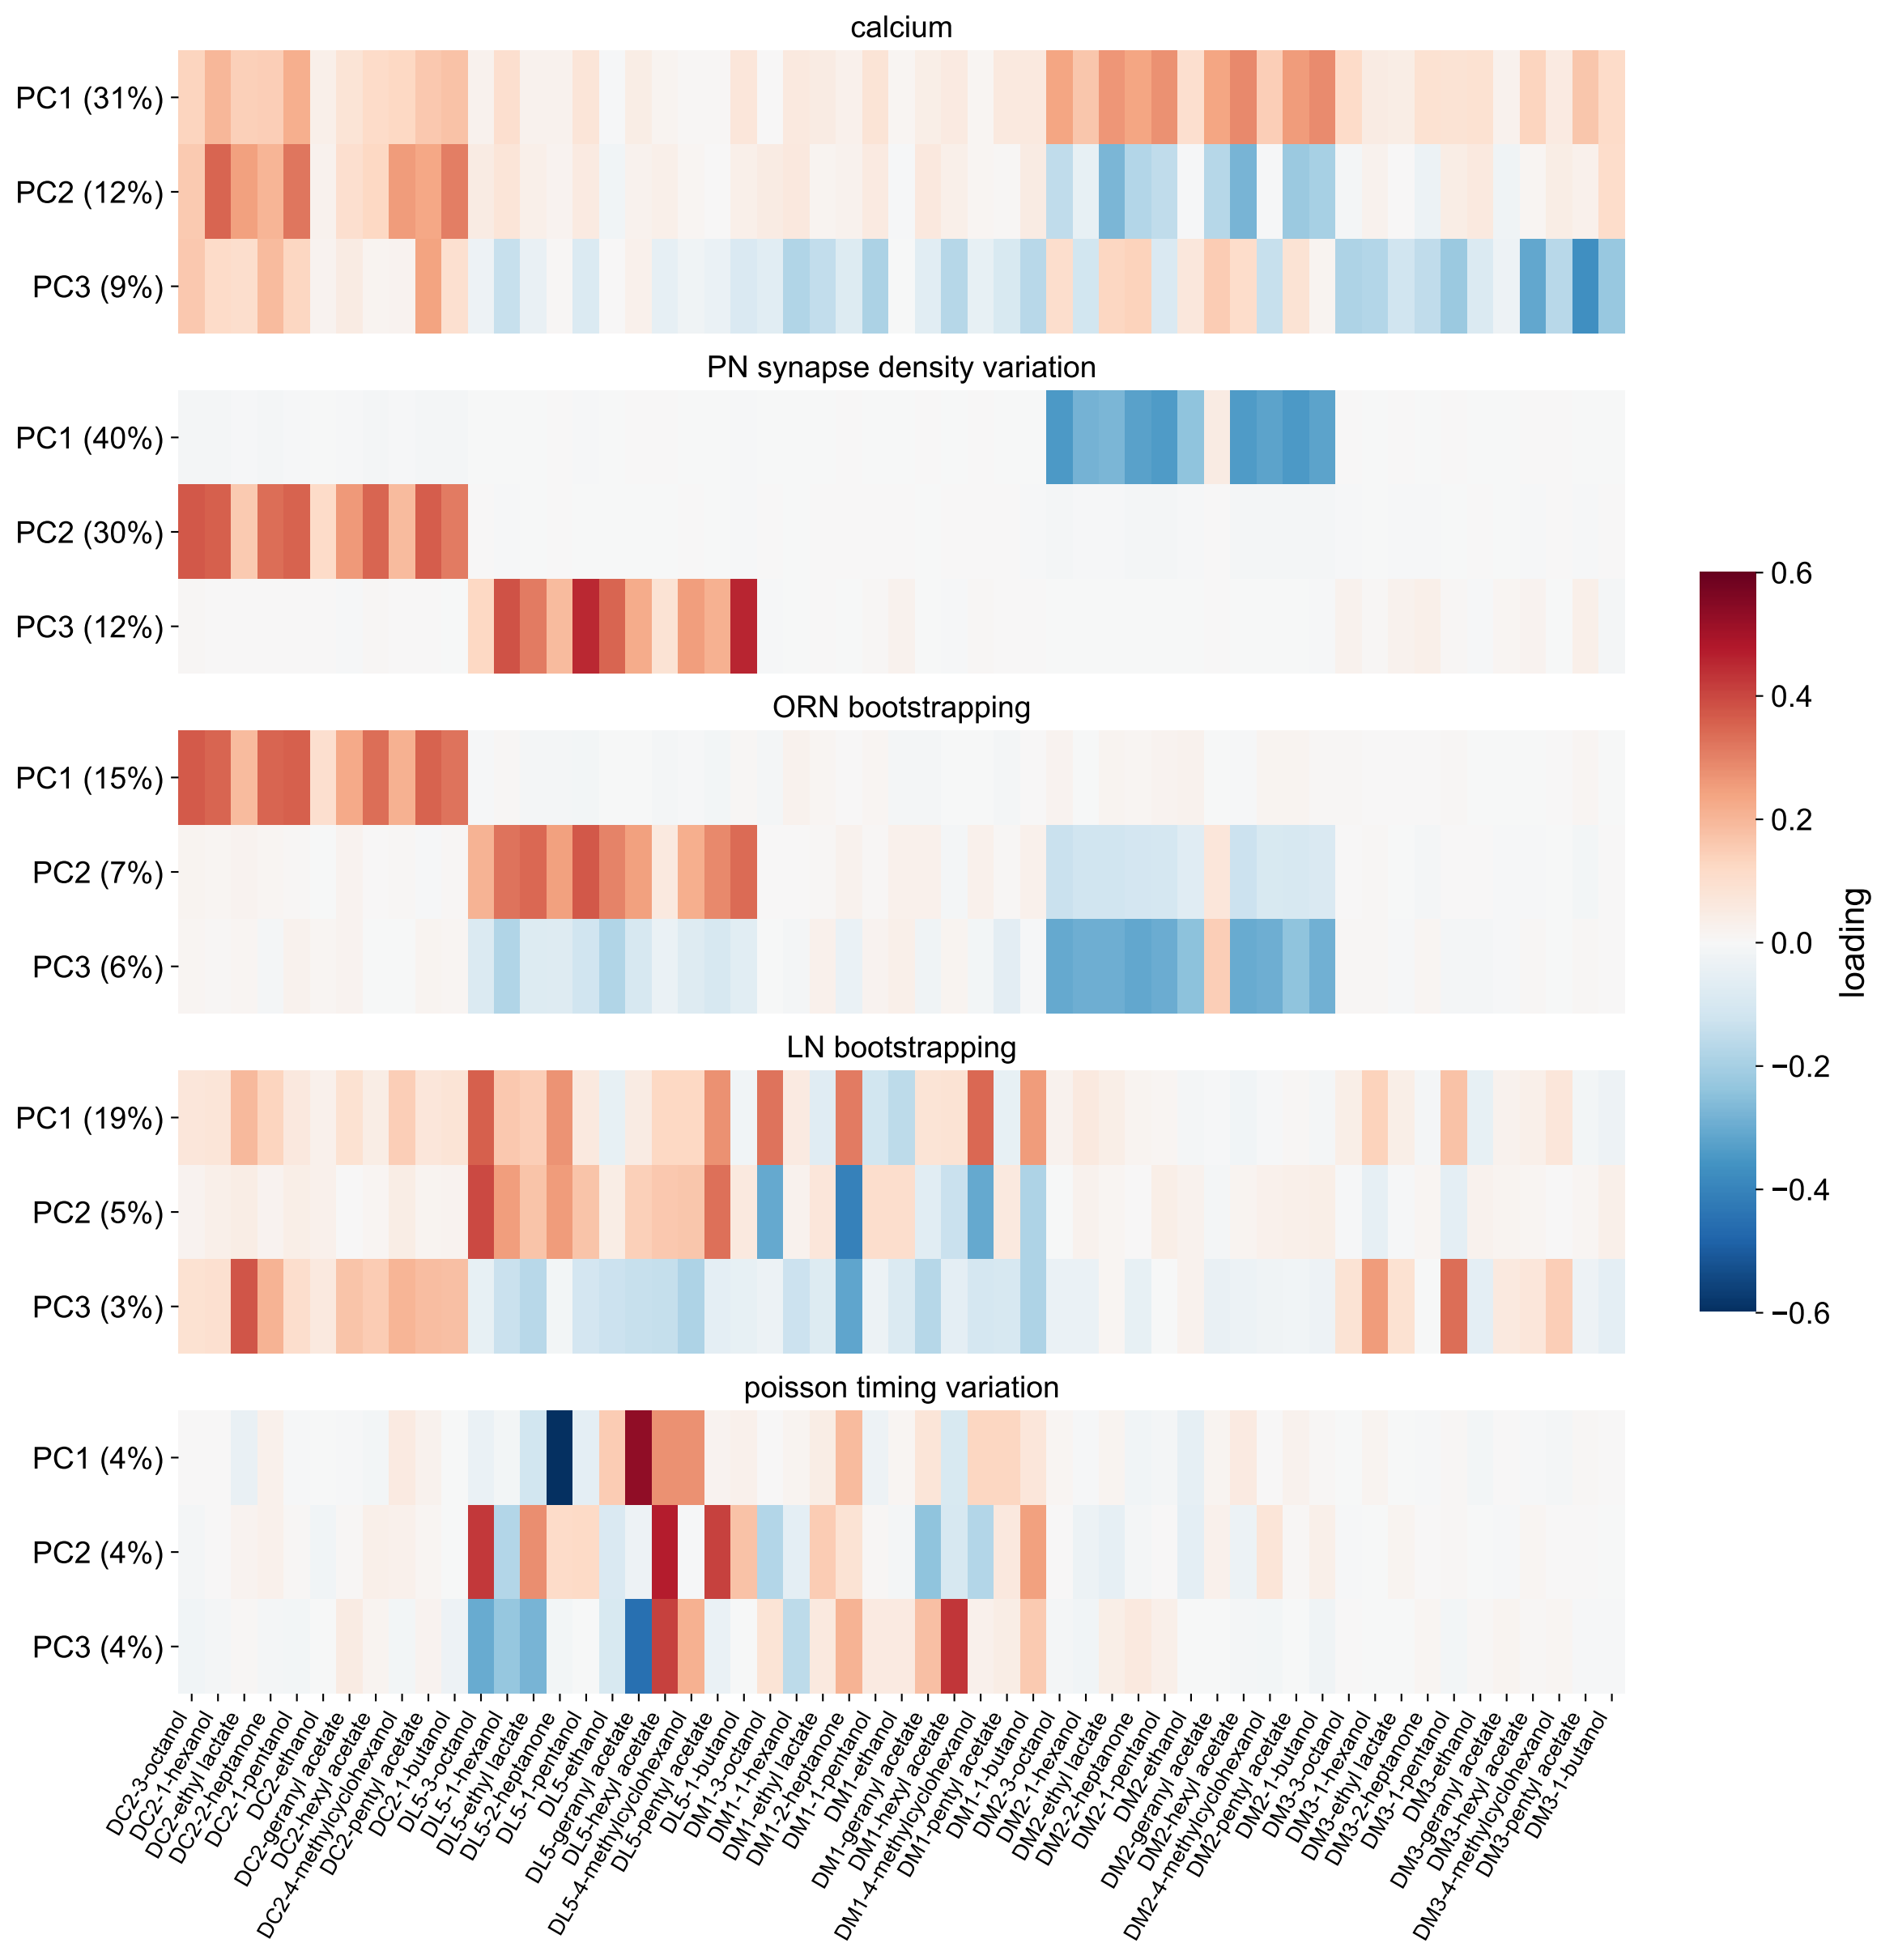 calcium
PC1 (31%)
PC2 (12%)
PC3 (9%)
PN synapse density variation
PC1 (40%)
PC2 (30%)
PC3 (12%)
ORN bootstrapping
PC1 (15%)
PC2 (7%)
PC3 (6%)
LN bootstrapping
PC1 (19%)
PC2 (5%)
PC3 (3%)
poisson timing variation
PC1 (4%)
PC2 (4%)
PC3 (4%)
DC2-3-octanol
DC2-1-hexanol
DC2-ethyl lactate
DC2-2-heptanone
DC2-1-pentanol
DC2-ethanol
DC2-geranyl acetate
DC2-hexyl acetate
DC2-4-methylcyclohexanol
DC2-pentyl acetate
DC2-1-butanol
DL5-3-octanol
DL5-1-hexanol
DL5-ethyl lactate
DL5-2-heptanone
DL5-1-pentanol
DL5-ethanol
DL5-geranyl acetate
DL5-hexyl acetate
DL5-4-methylcyclohexanol
DL5-pentyl acetate
DL5-1-butanol
DM1-3-octanol
DM1-1-hexanol
DM1-ethyl lactate
DM1-2-heptanone
DM1-1-pentanol
DM1-ethanol
DM1-geranyl acetate
DM1-hexyl acetate
DM1-4-methylcyclohexanol
DM1-pentyl acetate
DM1-1-butanol
DM2-3-octanol
DM2-1-hexanol
DM2-ethyl lactate
DM2-2-heptanone
DM2-1-pentanol
DM2-ethanol
DM2-geranyl acetate
DM2-hexyl acetate
DM2-4-methylcyclohexanol
DM2-pentyl acetate
DM2-1-butanol
DM3-3-octanol
DM3-1-hexanol
DM3-ethyl lactate
DM3-2-heptanone
DM3-1-pentanol
DM3-ethanol
DM3-geranyl acetate
DM3-hexyl acetate
DM3-4-methylcyclohexanol
DM3-pentyl acetate
DM3-1-butanol
0.6
0.4
0.2
0.0
−0.2
−0.4
−0.6
loading